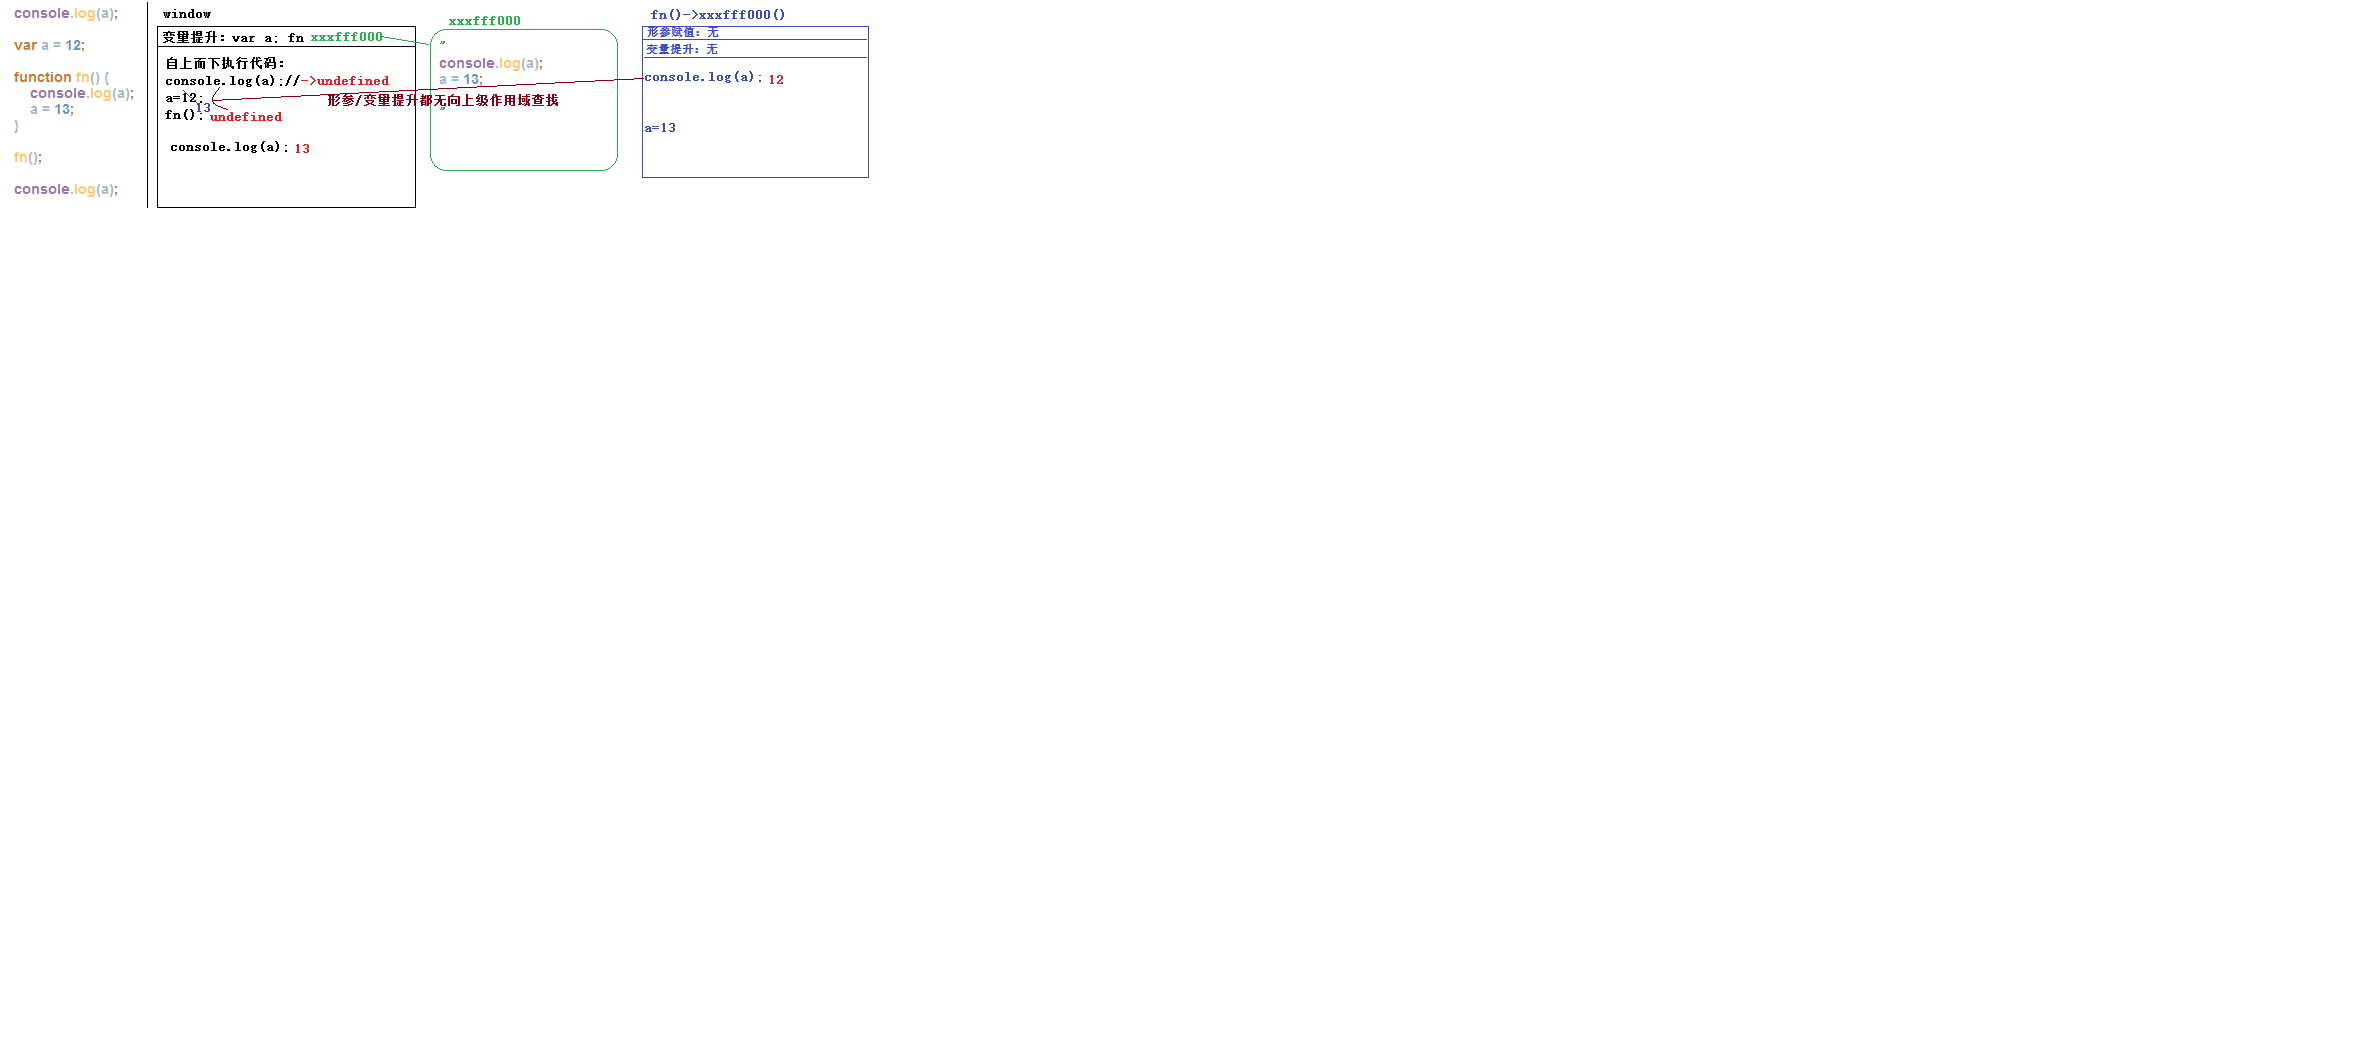 console.log(a);
var a = 12;
function fn() {
console.log(a);
a = 13;
}
fn();
console.log(a);
window
变量提升：var a; fn xxxfff000
自上而下执行代码：
console.log(a);//->undefined
a=12;
13
fn(); undefined
console.log(a); 13
xxxfff000
"
console.log(a);
a = 13;
"
形参/变量提升都无向上级作用域查找
fn()->xxxfff000()
形参赋值：无
变量提升：无
console.log(a); 12
a=13